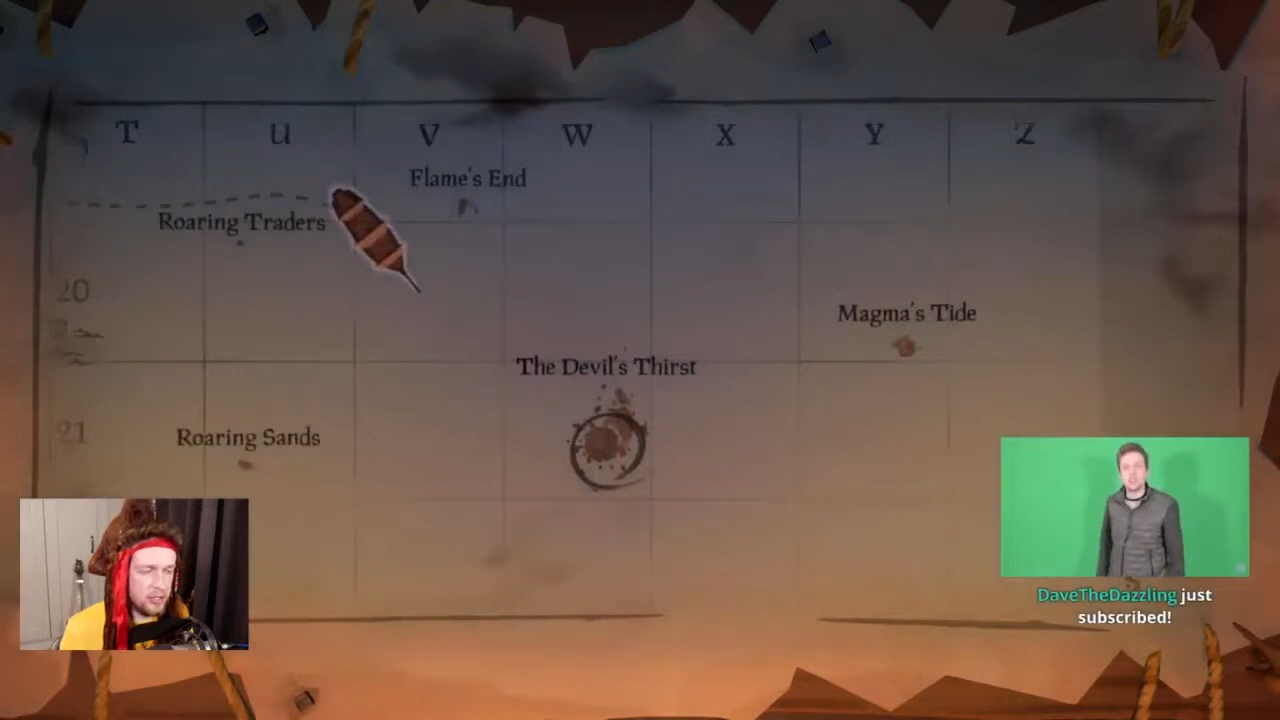 T U V W X Y Z
Flame's End
Roaring Traders
20
Magma's Tide
The Devil's Thirst
21
Roaring Sands
DaveTheDazzling just
subscribed!